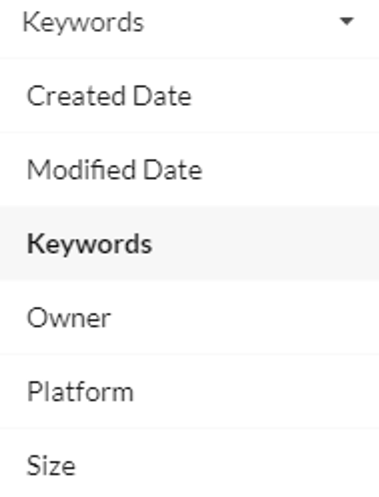 Keywords
Created Date
Modified Date
Keywords
Owner
Platform
Size